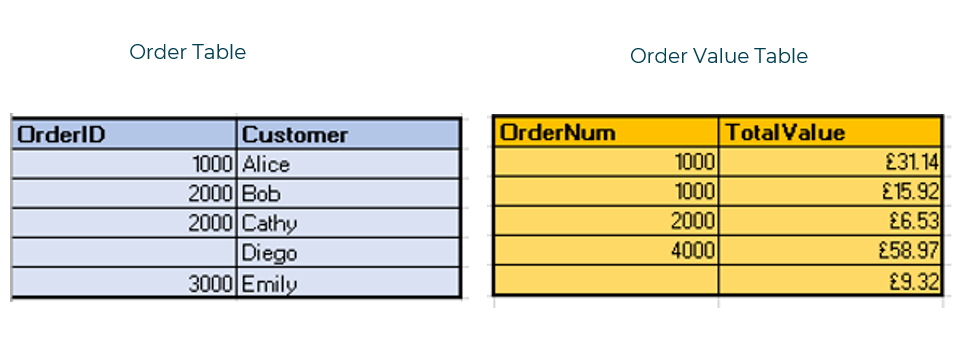 Order Table
OrderID Customer
1000 Alice
2000 Bob
2000 Cathy
Diego
3000 Emily
Order Value Table
OrderNum TotalValue
1000 £31.14
1000 £15.92
2000 £6.53
4000 £58.97
£9.32